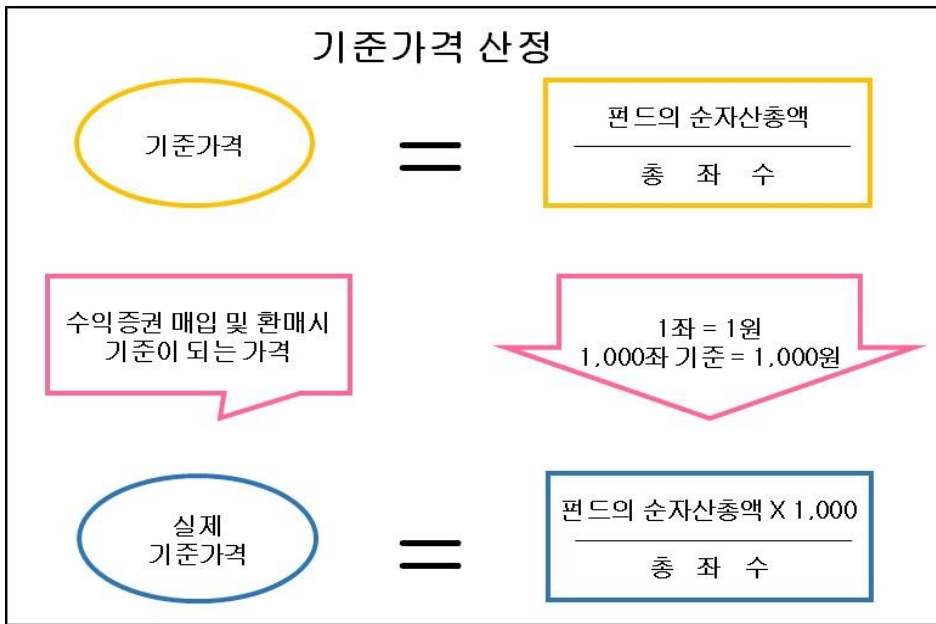 기준가격 산정
기준가격
=
펀드의 순자산총액
총 좌 수
수익증권 매입 및 환매시
기준이 되는 가격
1좌 = 1원
1,000좌 기준 = 1,000원
실제
기준가격
=
펀드의 순자산총액 X 1,000
총 좌 수